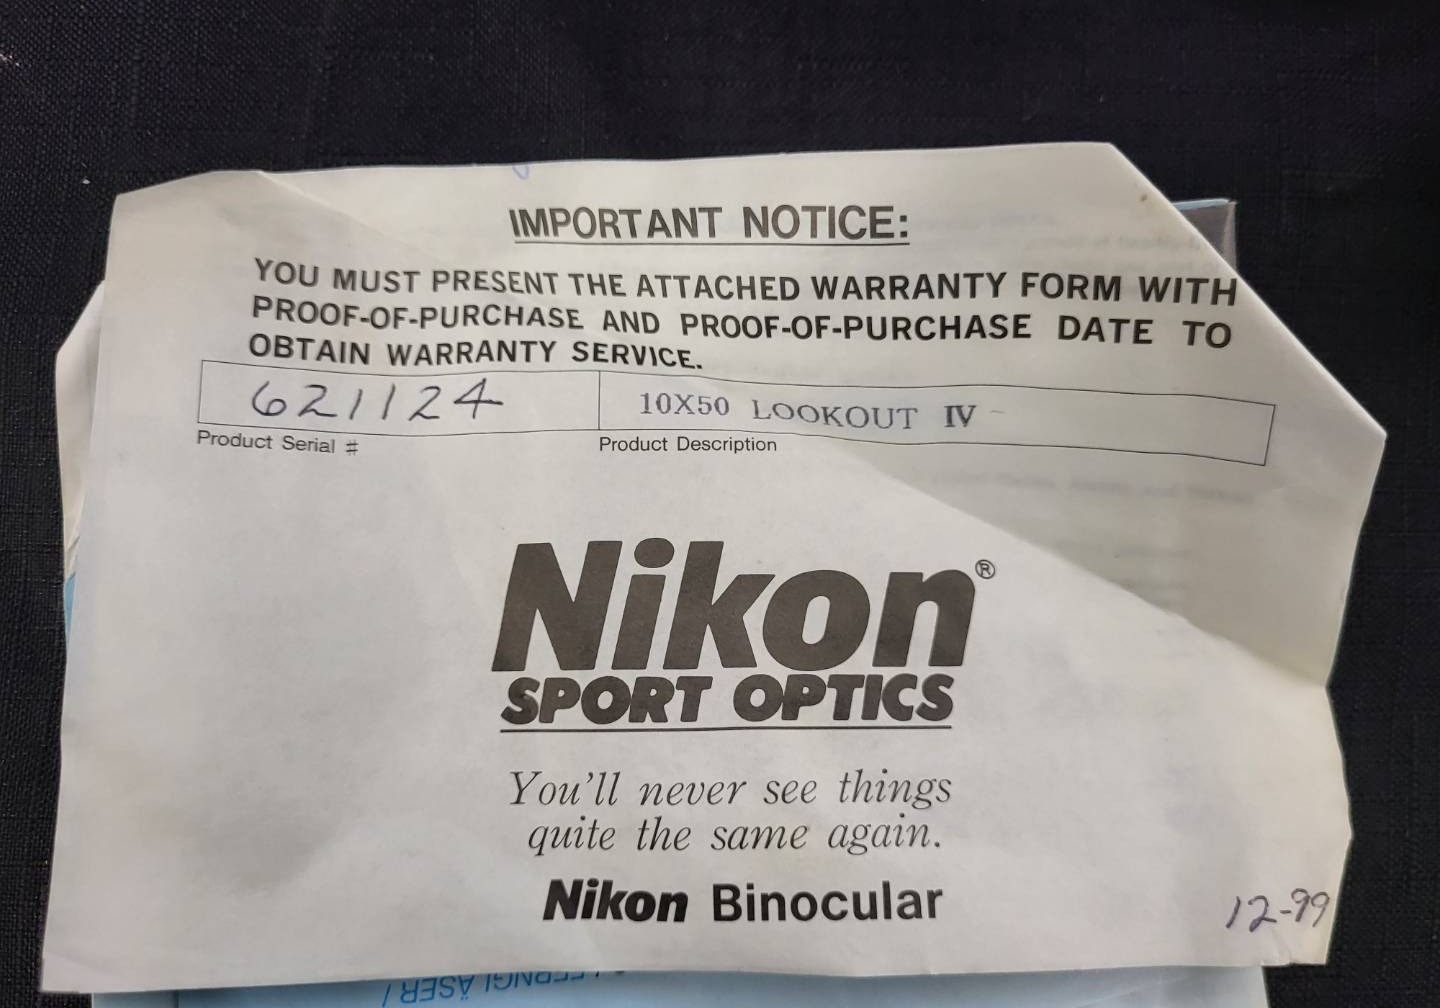 IMPORTANT NOTICE:
YOU MUST PRESENT THE ATTACHED WARRANTY FORM WITH
PROOF-OF-PURCHASE AND PROOF-OF-PURCHASE DATE TO
OBTAIN WARRANTY SERVICE.
621124 10X50 LOOKOUT IV
Product Serial # Product Description
Nikon®
SPORT OPTICS
You'll never see things
quite the same again.
Nikon Binocular
12-99